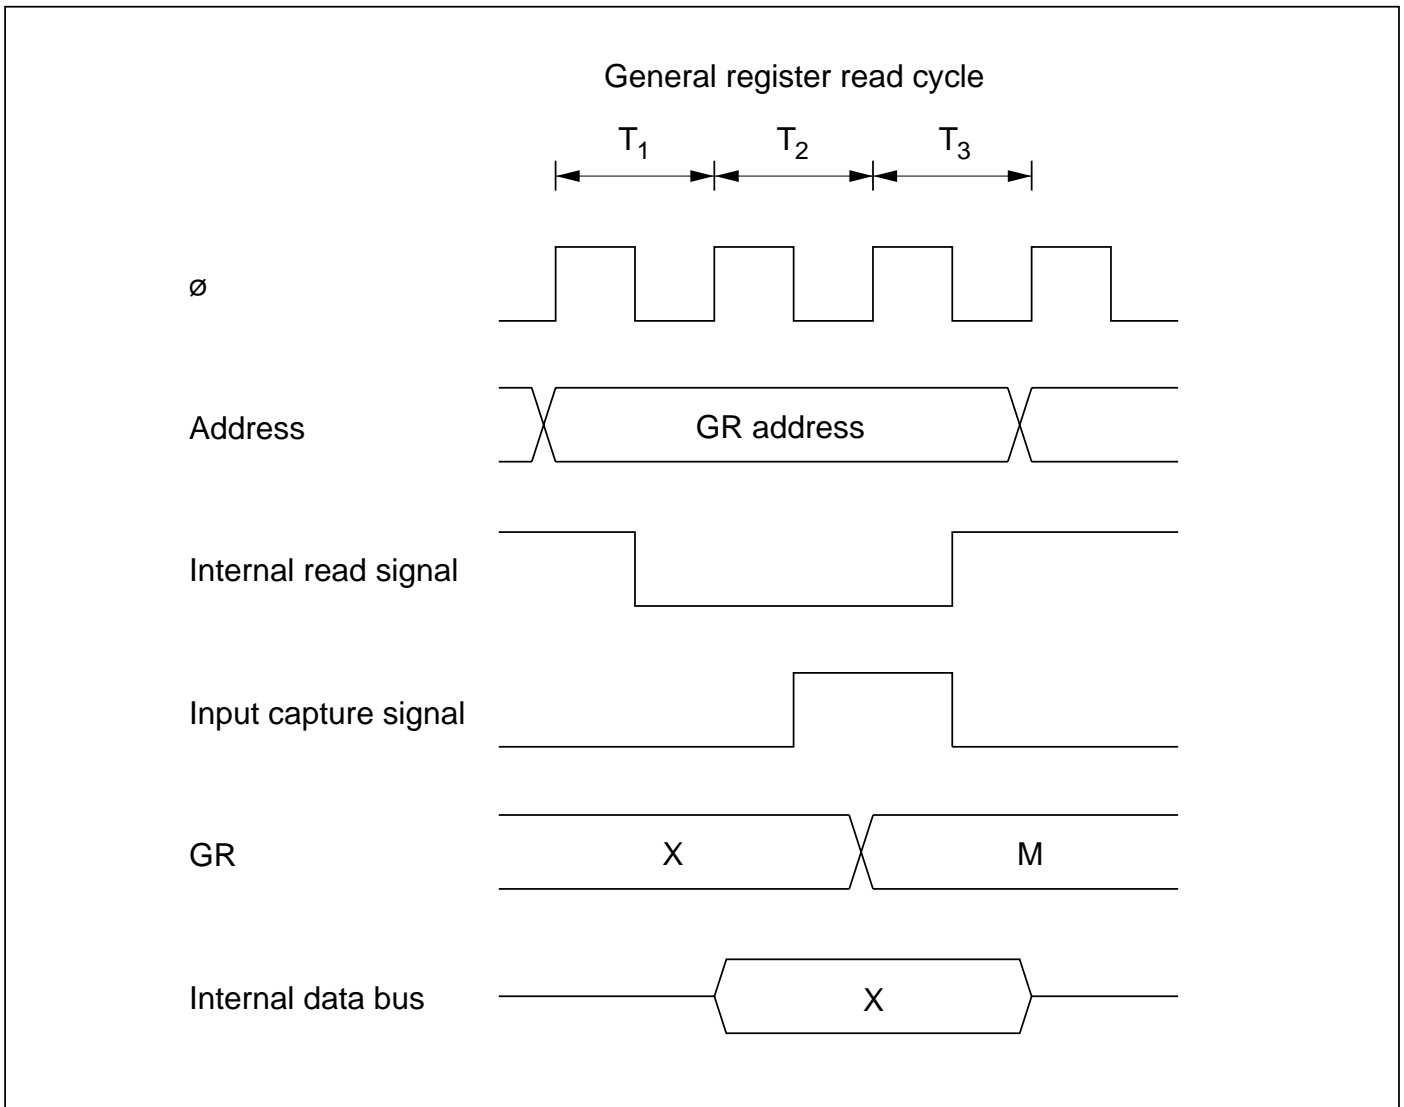 General register read cycle
T1 T2 T3
ø
Address
GR address
Internal read signal
Input capture signal
GR
X
M
Internal data bus
X